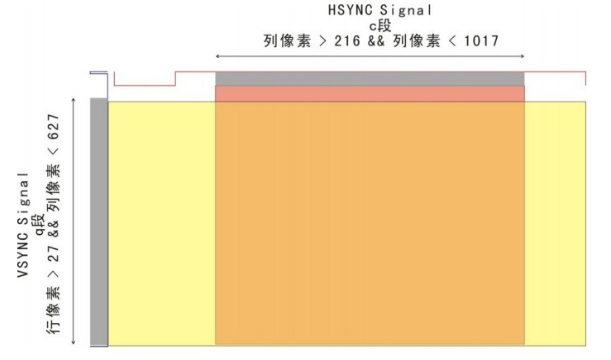 HSYNC Signal
c段
列像素 > 216 && 列像素 < 1017
VSYNC Signal
q段
行像素 > 27 && 列像素 < 627